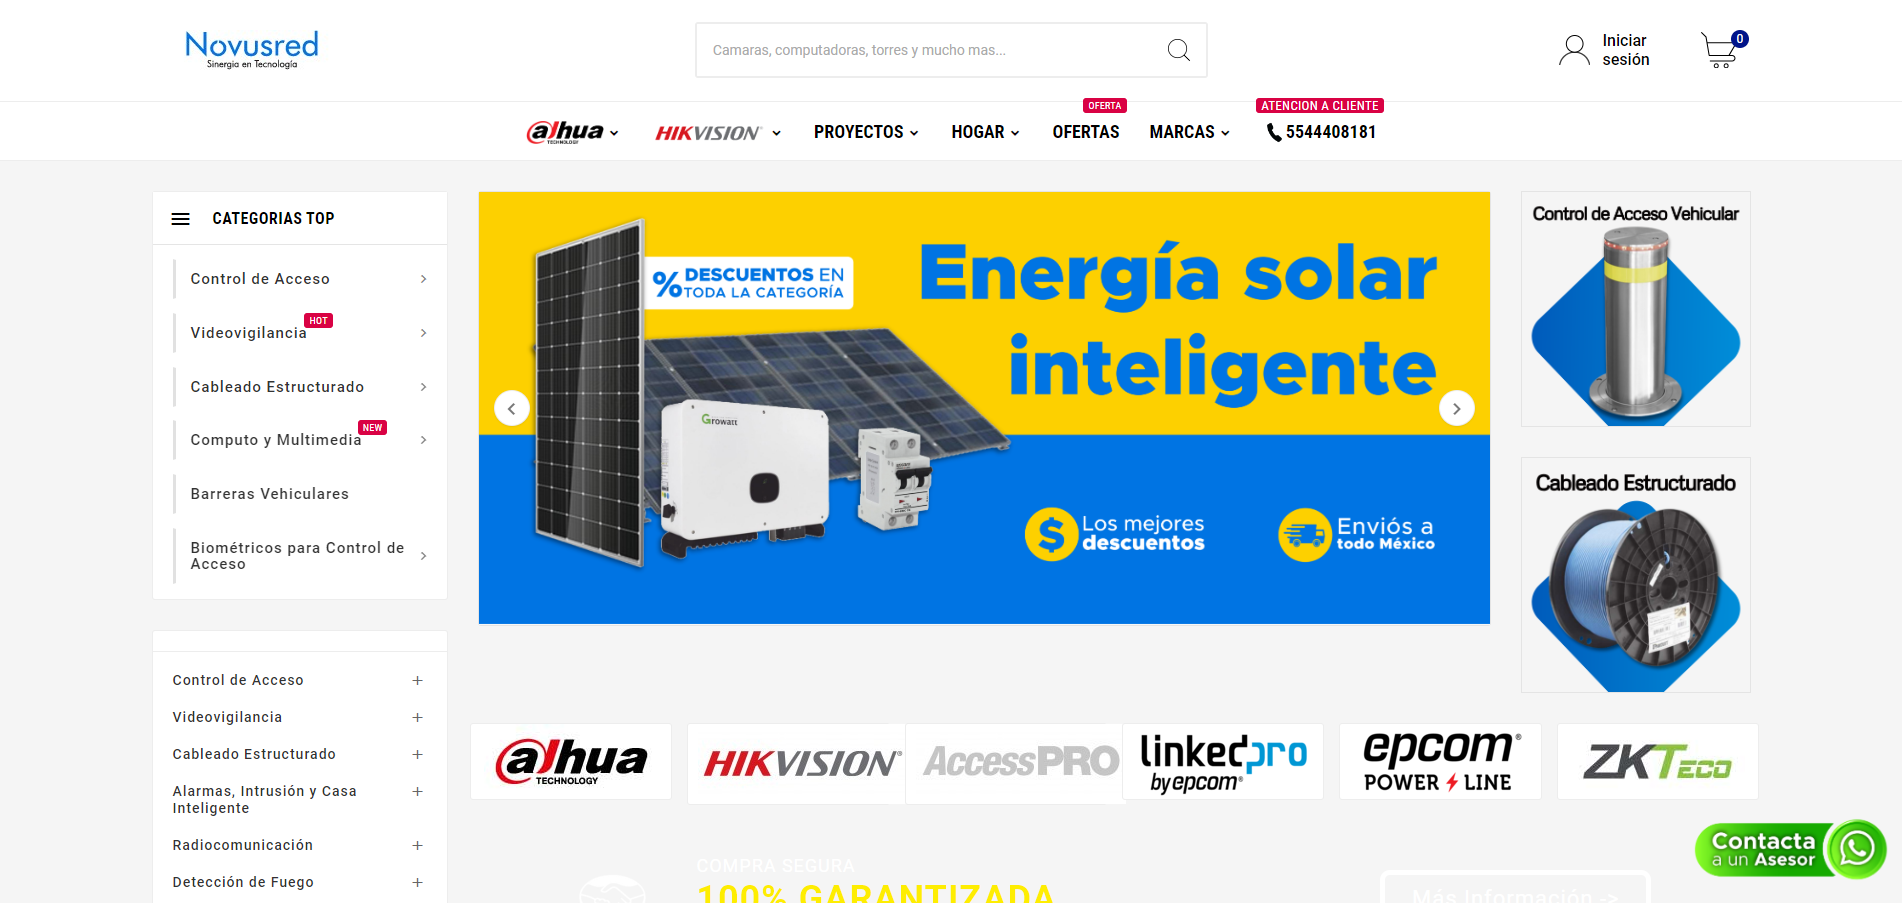 Novusred
Sinergia en Tecnología
Camaras, computadoras, torres y mucho mas...
Iniciar
sesión
0
alhua
TECHNOLOGY
HIKVISION
PROYECTOS
HOGAR
OFERTA
OFERTAS
MARCAS
ATENCION A CLIENTE
5544408181
CATEGORIAS TOP
Control de Acceso
Videovigilancia
HOT
Cableado Estructurado
Computo y Multimedia
NEW
Barreras Vehiculares
Biométricos para Control de
Acceso
% DESCUENTOS EN
TODA LA CATEGORÍA
Energía solar
inteligente
Growatt
Los mejores
descuentos
Enviós a
todo México
Control de Acceso Vehicular
Cableado Estructurado
Control de Acceso
Videovigilancia
Cableado Estructurado
Alarmas, Intrusión y Casa
Inteligente
Radiocomunicación
Detección de Fuego
alhua
TECHNOLOGY
HIKVISION®
AccessPRO
linkedpro
by epcom®
epcom®
POWER LINE
ZKTeco
COMPRA SEGURA
100% GARANTIZADA
Más Información ->
Contacta
a un Asesor